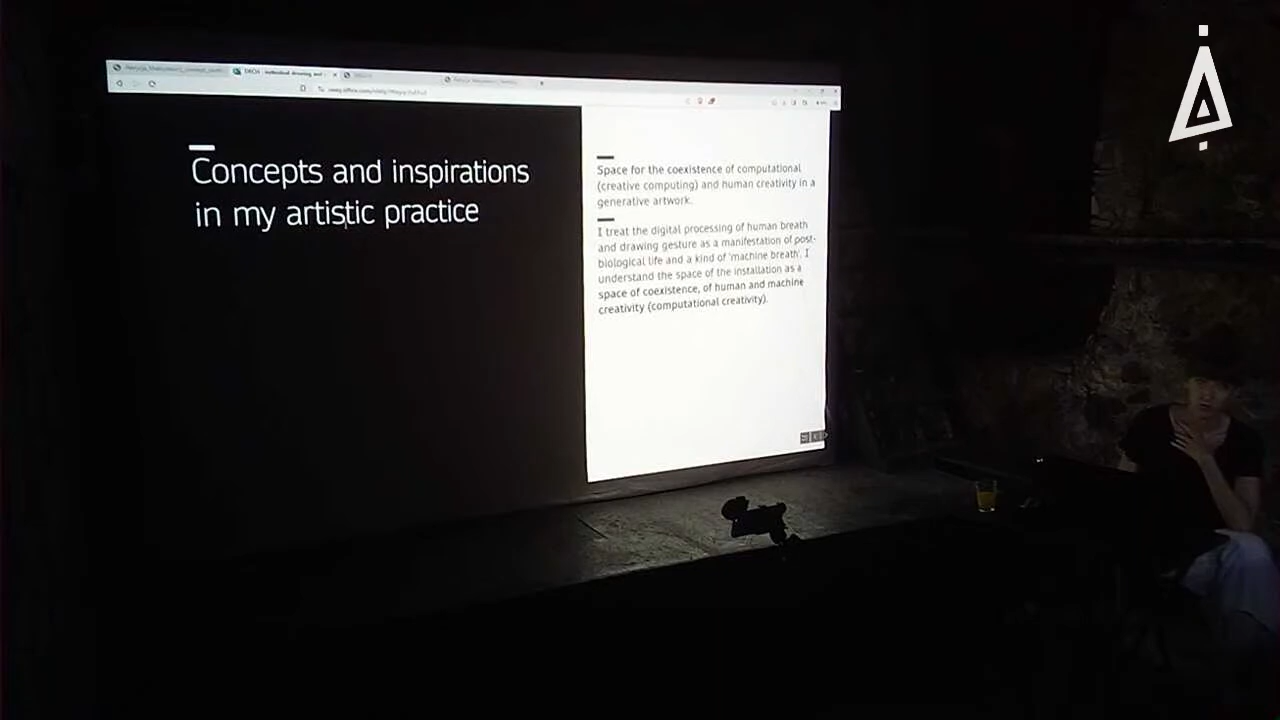 Concepts and inspirations
in my artistic practice
Space for the coexistence of computational
(creative computing) and human creativity in a
generative artwork.
I treat the digital processing of human breath
and drawing gesture as a manifestation of post-
biological life and a kind of 'machine breath'. I
understand the space of the installation as a
space of coexistence, of human and machine
creativity (computational creativity).